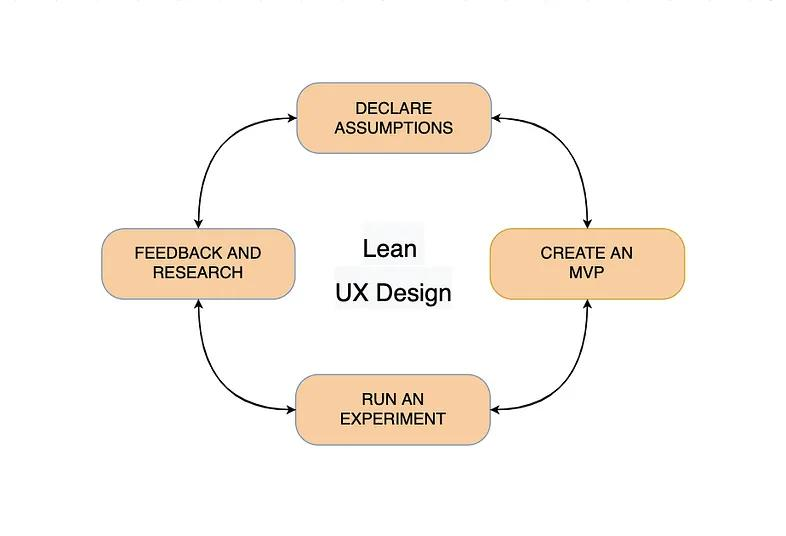 DECLARE
ASSUMPTIONS
FEEDBACK AND
RESEARCH
Lean
UX Design
CREATE AN
MVP
RUN AN
EXPERIMENT